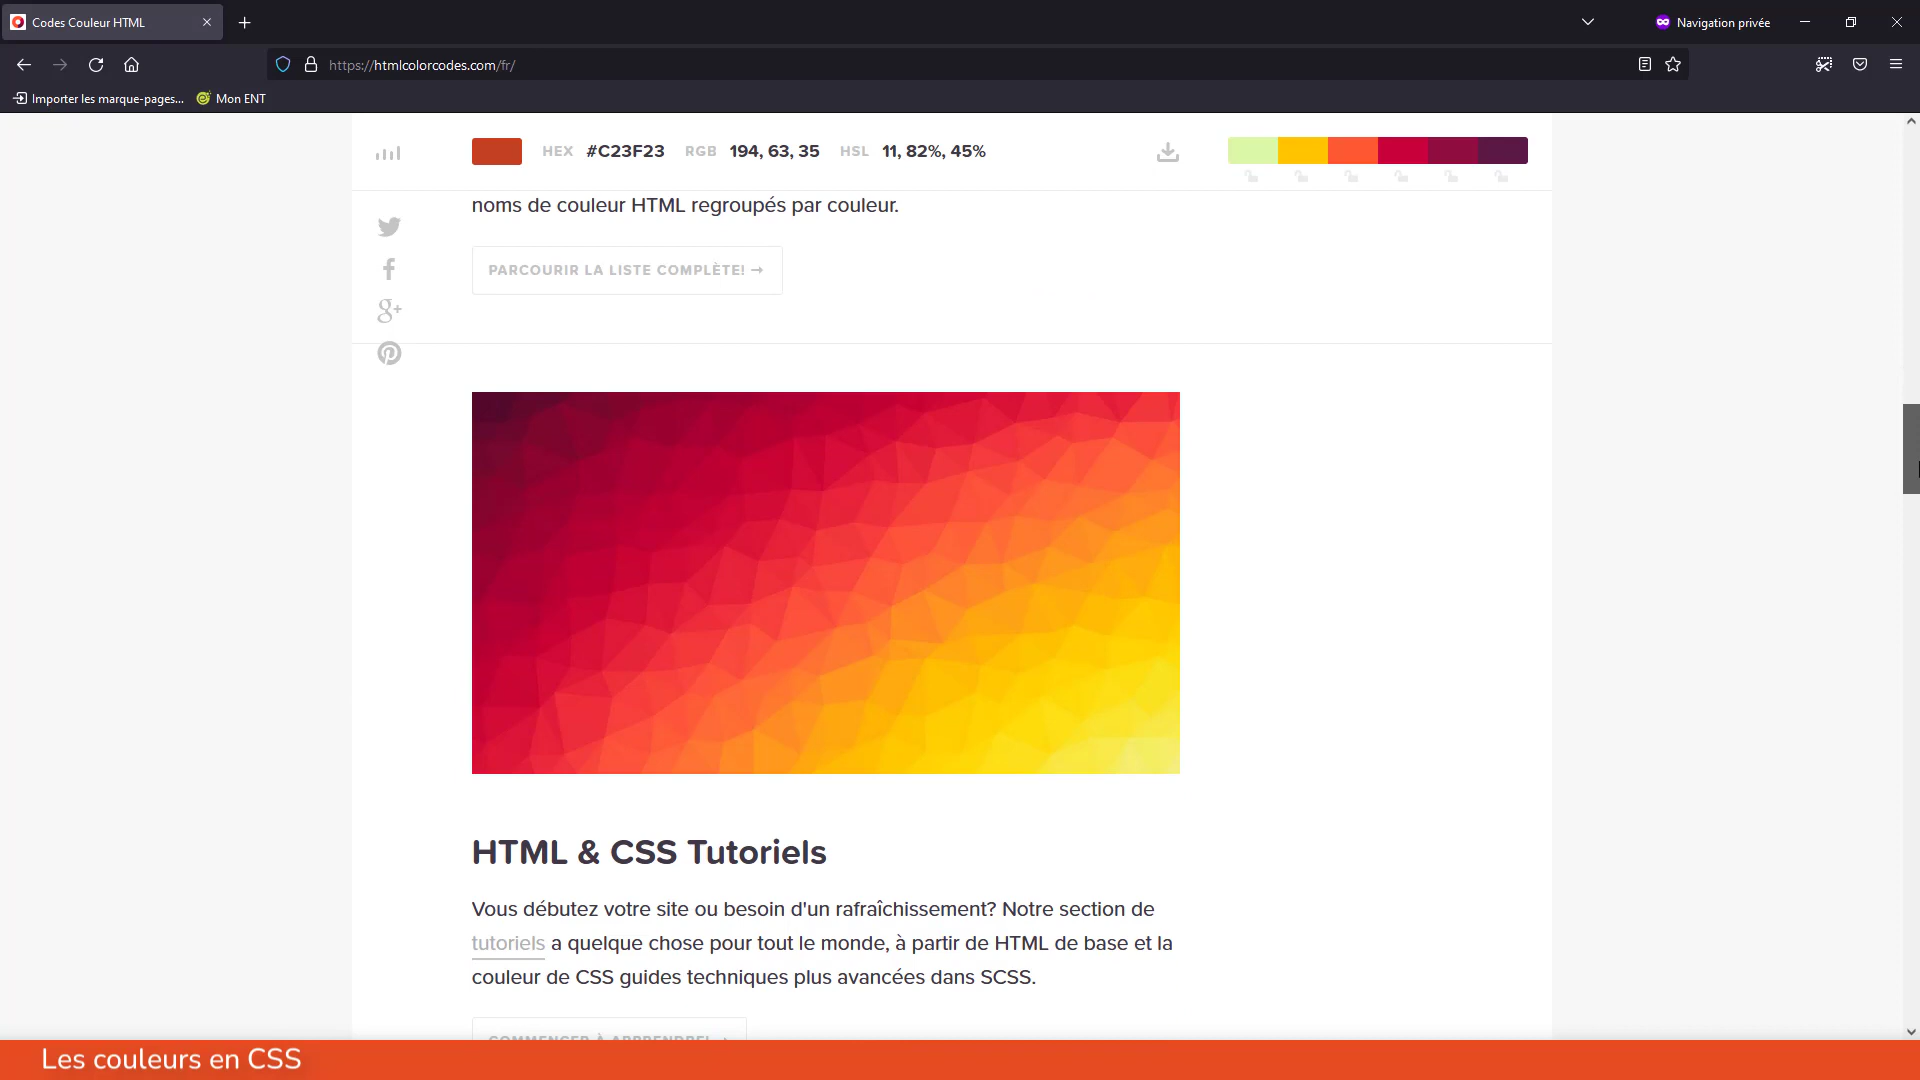 Codes Couleur HTML
Navigation privée
https://htmlcolorcodes.com/fr/
Importer les marque-pages... Mon ENT
HEX #C23F23 RGB 194, 63, 35 HSL 11, 82%, 45%
noms de couleur HTML regroupés par couleur.
PARCOURIR LA LISTE COMPLÈTE! →
HTML & CSS Tutoriels
Vous débutez votre site ou besoin d'un rafraîchissement? Notre section de
tutoriels a quelque chose pour tout le monde, à partir de HTML de base et la
couleur de CSS guides techniques plus avancées dans SCSS.
COMMENCER À APPRENDRE! →
Les couleurs en CSS